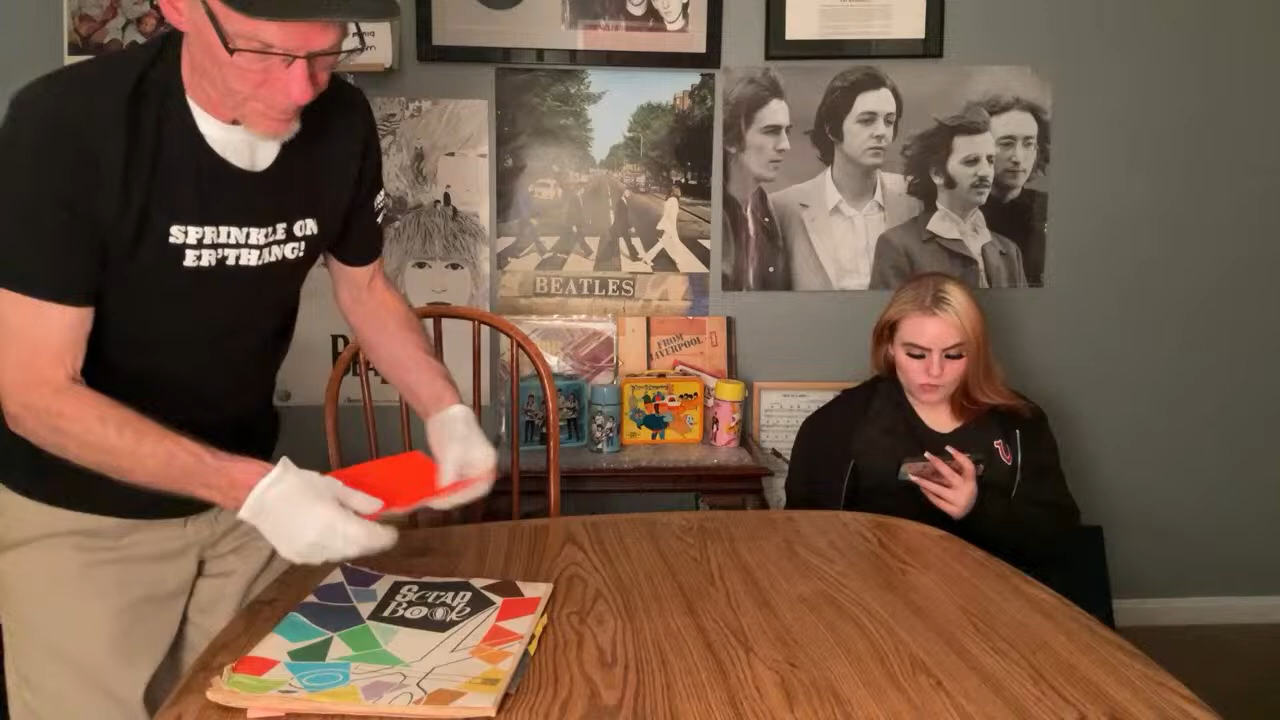 SPRINKLE ON
ER'THANG!
BEATLES
FROM
LIVERPOOL
SCRAP
BOOK